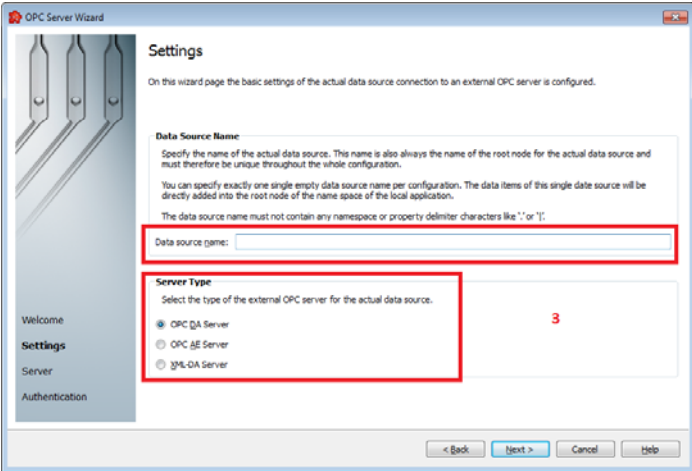 OPC Server Wizard
Settings
On this wizard page the basic settings of the actual data source connection to an external OPC server is configured.
Data Source Name
Specify the name of the actual data source. This name is also always the name of the root node for the actual data source and
must therefore be unique throughout the whole configuration.
You can specify exactly one single empty data source name per configuration. The data items of this single date source will be
directly added into the root node of the name space of the local application.
The data source name must not contain any namespace or property delimiter characters like '.' or '|'.
Data source name:
Server Type
Select the type of the external OPC server for the actual data source.
OPC DA Server
3
OPC AE Server
XML-DA Server
Welcome
Settings
Server
Authentication
< Back
Next >
Cancel
Help